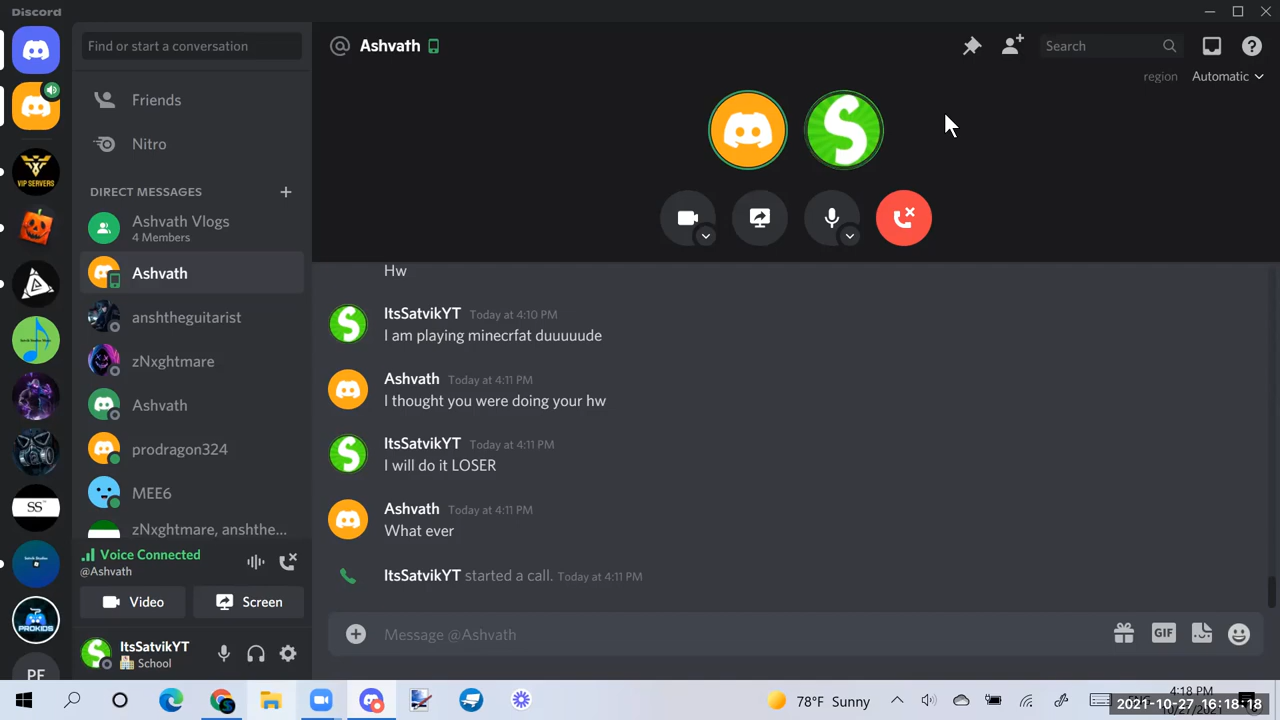 Discord
Find or start a conversation
Ashvath
Search
region Automatic
Friends
Nitro
DIRECT MESSAGES
Ashvath Vlogs
4 Members
Ashvath
anshtheguitarist
zNxghtmare
Ashvath
prodragon324
MEE6
zNxghtmare, anshthe...
Voice Connected
@Ashvath
Video
Screen
ItsSatvikYT
School
VIP SERVERS
SS
PROKIDS
PF
S
Hw
ItsSatvikYT Today at 4:10 PM
I am playing minecrfat duuuuude
Ashvath Today at 4:11 PM
I thought you were doing your hw
ItsSatvikYT Today at 4:11 PM
I will do it LOSER
Ashvath Today at 4:11 PM
What ever
ItsSatvikYT started a call. Today at 4:11 PM
Message @Ashvath
GIF
78°F Sunny
4:18 PM
2021-10-27 16:18:18